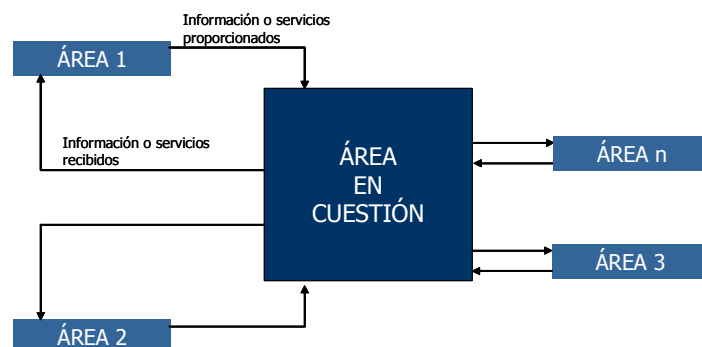 Información o servicios
proporcionados
ÁREA 1
Información o servicios
recibidos
ÁREA
EN
CUESTIÓN
ÁREA n
ÁREA 3
ÁREA 2